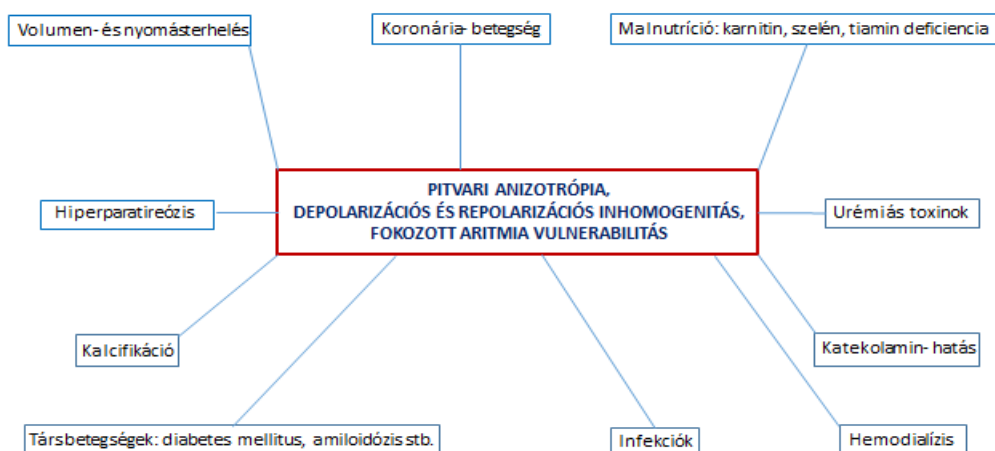 Volumen- és nyomásterhelés
Koronária- betegség
Malnutríció: karnitin, szelén, tiamin deficiencia
PITVARI ANIZOTRÓPIA,
DEPOLARIZÁCIÓS ÉS REPOLARIZÁCIÓS INHOMOGENITÁS,
FOKOZOTT ARITMIA VULNERABILITÁS
Hiperparatireózis
Urémiás toxinok
Kalcifikáció
Katekolamin- hatás
Társbetegségek: diabetes mellitus, amiloidózis stb.
Infekciók
Hemodialízis